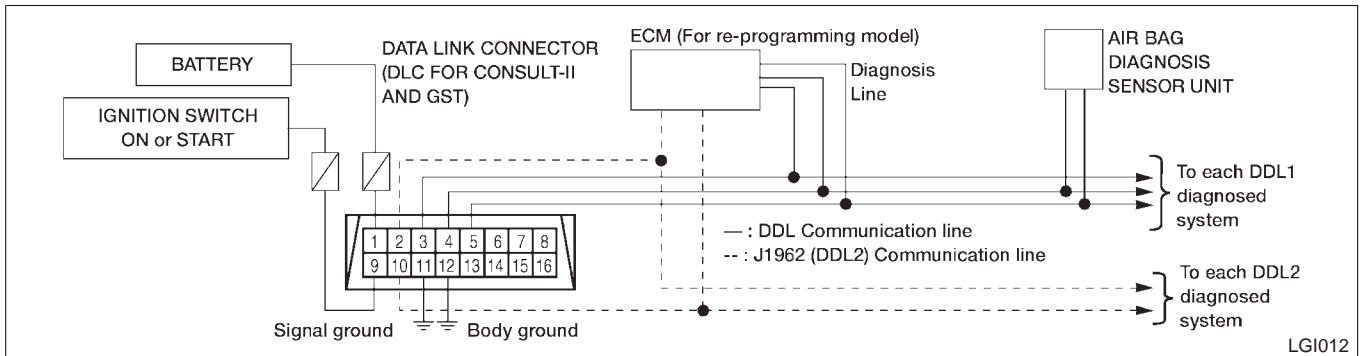 BATTERY
IGNITION SWITCH
ON or START
DATA LINK CONNECTOR
(DLC FOR CONSULT-II
AND GST)
ECM (For re-programming model)
Diagnosis
Line
AIR BAG
DIAGNOSIS
SENSOR UNIT
To each DDL1
diagnosed
system
1 2 3 4 5 6 7 8
9 10 11 12 13 14 15 16
— : DDL Communication line
-- : J1962 (DDL2) Communication line
To each DDL2
diagnosed
system
Signal ground
Body ground
LGI012